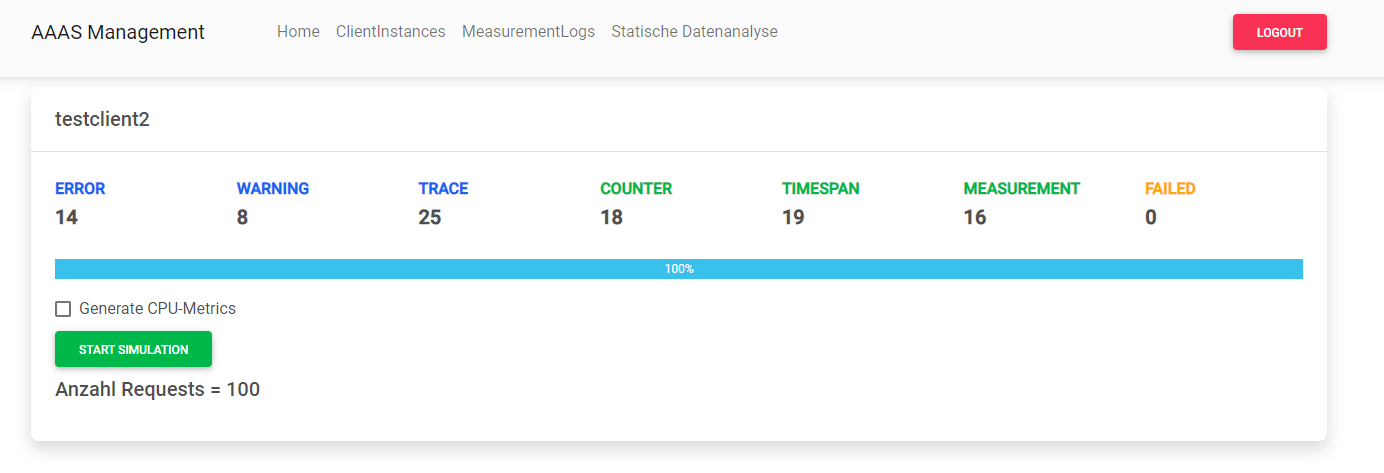 AAAS Management Home ClientInstances MeasurementLogs Statische Datenanalyse LOGOUT
testclient2
ERROR WARNING TRACE COUNTER TIMESPAN MEASUREMENT FAILED
14 8 25 18 19 16 0
100%
Generate CPU-Metrics
START SIMULATION
Anzahl Requests = 100